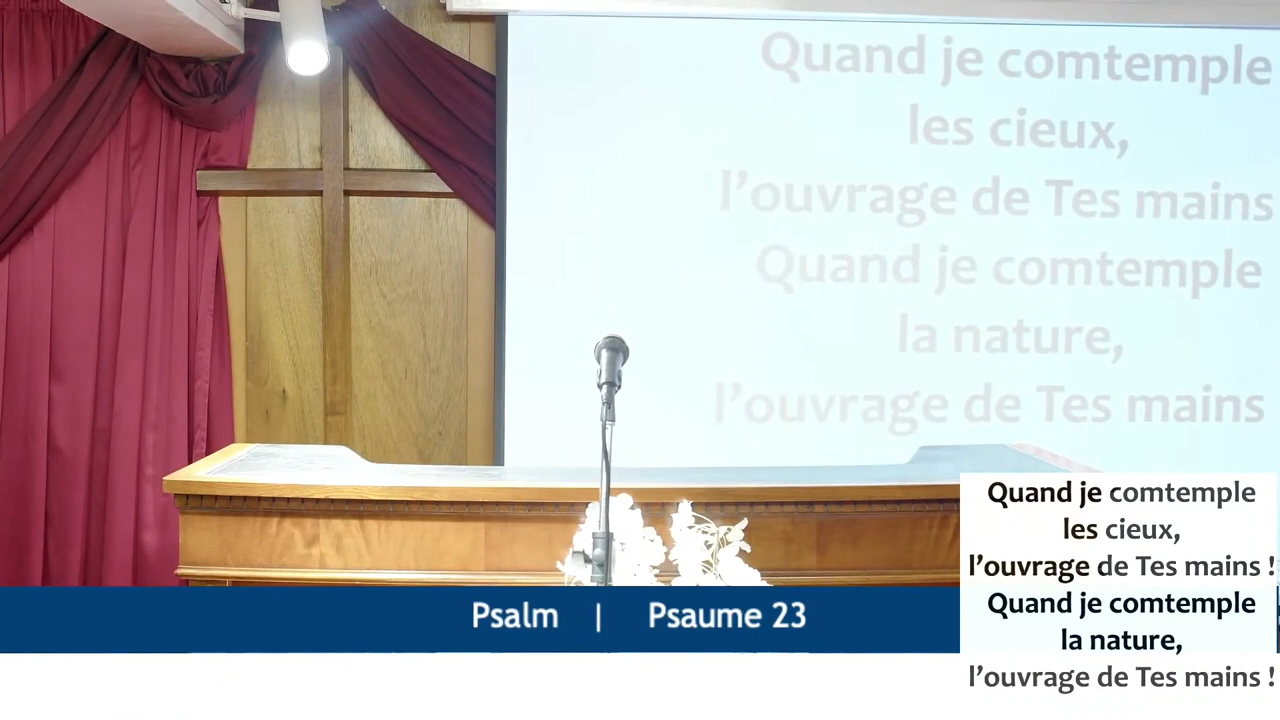 Quand je comtemple
les cieux,
l'ouvrage de Tes mains
Quand je comtemple
la nature,
l'ouvrage de Tes mains
Quand je comtemple
les cieux,
l'ouvrage de Tes mains !
Quand je comtemple
la nature,
l'ouvrage de Tes mains !
Psalm | Psaume 23